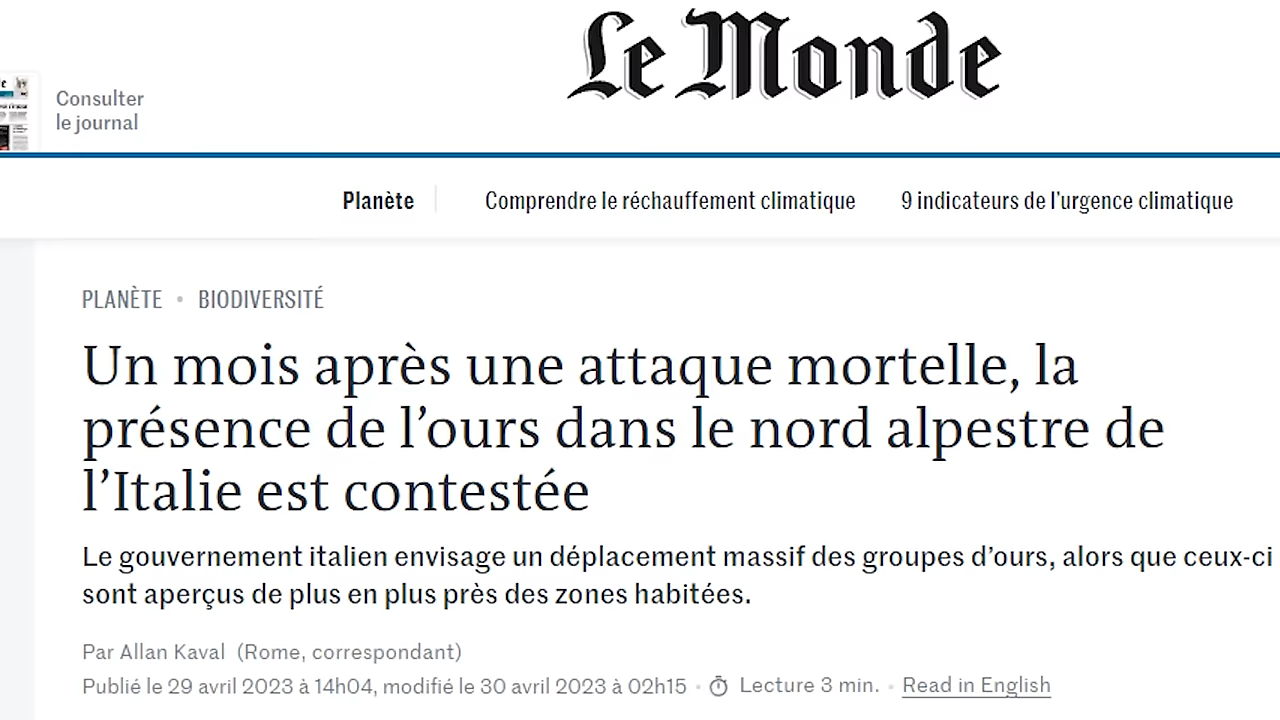 Le Monde
Consulter
le journal
Planète
Comprendre le réchauffement climatique
9 indicateurs de l'urgence climatique
PLANÈTE • BIODIVERSITÉ
Un mois après une attaque mortelle, la
présence de l’ours dans le nord alpestre de
l’Italie est contestée
Le gouvernement italien envisage un déplacement massif des groupes d’ours, alors que ceux-ci
sont aperçus de plus en plus près des zones habitées.
Par Allan Kaval (Rome, correspondant)
Publié le 29 avril 2023 à 14h04, modifié le 30 avril 2023 à 02h15 • Lecture 3 min. • Read in English